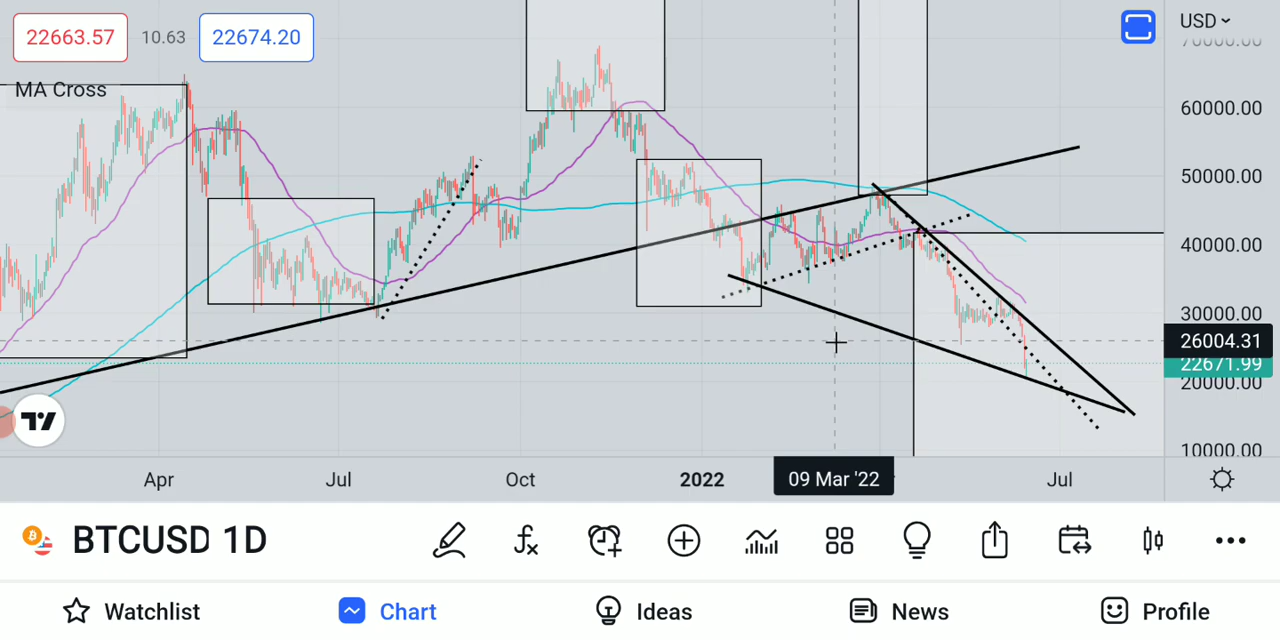 22663.57 10.63 22674.20
USD
MA Cross
70000.00
60000.00
50000.00
40000.00
30000.00
26004.31
22671.99
20000.00
10000.00
Apr Jul Oct 2022 09 Mar '22 Jul
BTCUSD 1D
Watchlist Chart Ideas News Profile